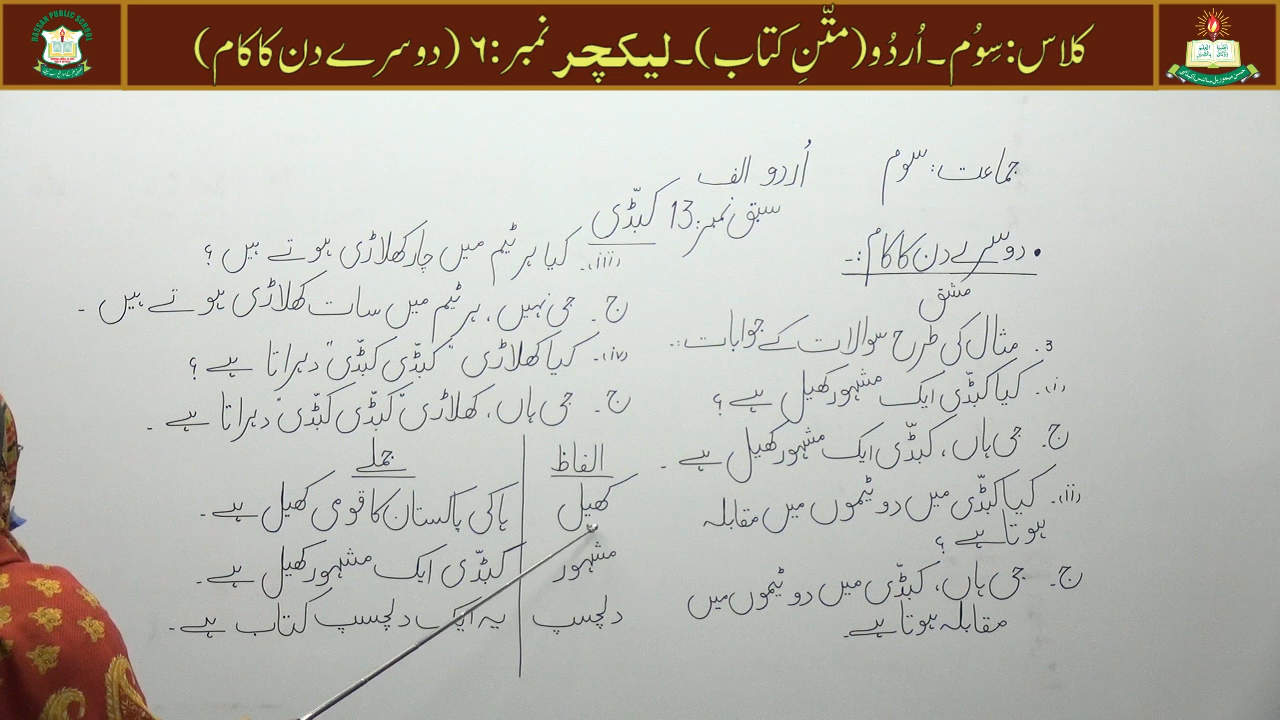 HASSAN PUBLIC SCHOOL
کلاس: سِوُم۔ اُردُو (متنِ کتاب)۔ لیکچر نمبر: ۶ (دوسرے دن کا کام)
جماعت: سوم
اُردو الف
سبق نمبر: 13 کبڈّی
• دوسرے دن کا کام:۔
مشق
3۔ مثال کی طرح سوالات کے جوابات:۔
(i)۔ کیا کبڈّی ایک مشہور کھیل ہے؟
ج۔ جی ہاں، کبڈّی ایک مشہور کھیل ہے۔
(ii)۔ کیا کبڈّی میں دو ٹیموں میں مقابلہ
ہوتا ہے؟
ج۔ جی ہاں، کبڈّی میں دو ٹیموں میں
مقابلہ ہوتا ہے۔
(iii)۔ کیا ہر ٹیم میں چار کھلاڑی ہوتے ہیں؟
ج۔ جی نہیں، ہر ٹیم میں سات کھلاڑی ہوتے ہیں۔
(iv)۔ کیا کھلاڑی "کبڈّی کبڈّی" دہراتا ہے؟
ج۔ جی ہاں، کھلاڑی "کبڈّی کبڈّی" دہراتا ہے۔
الفاظ جملے
کھیل ہاکی پاکستان کا قومی کھیل ہے۔
مشہور کبڈّی ایک مشہور کھیل ہے۔
دلچسپ یہ ایک دلچسپ کتاب ہے۔